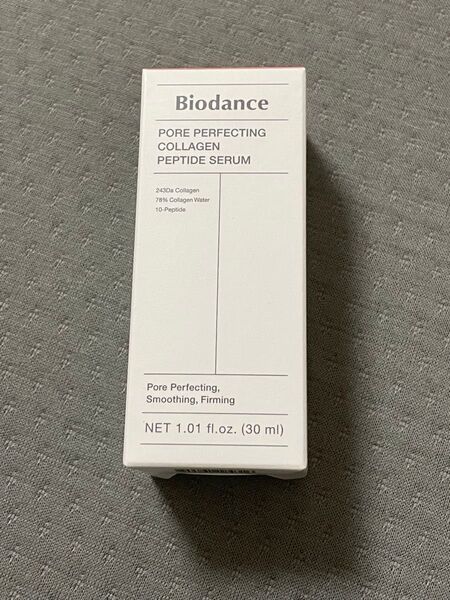 Biodance
PORE PERFECTING
COLLAGEN
PEPTIDE SERUM
243Da Collagen
78% Collagen Water
10-Peptide
Pore Perfecting,
Smoothing, Firming
NET 1.01 fl.oz. (30 ml)